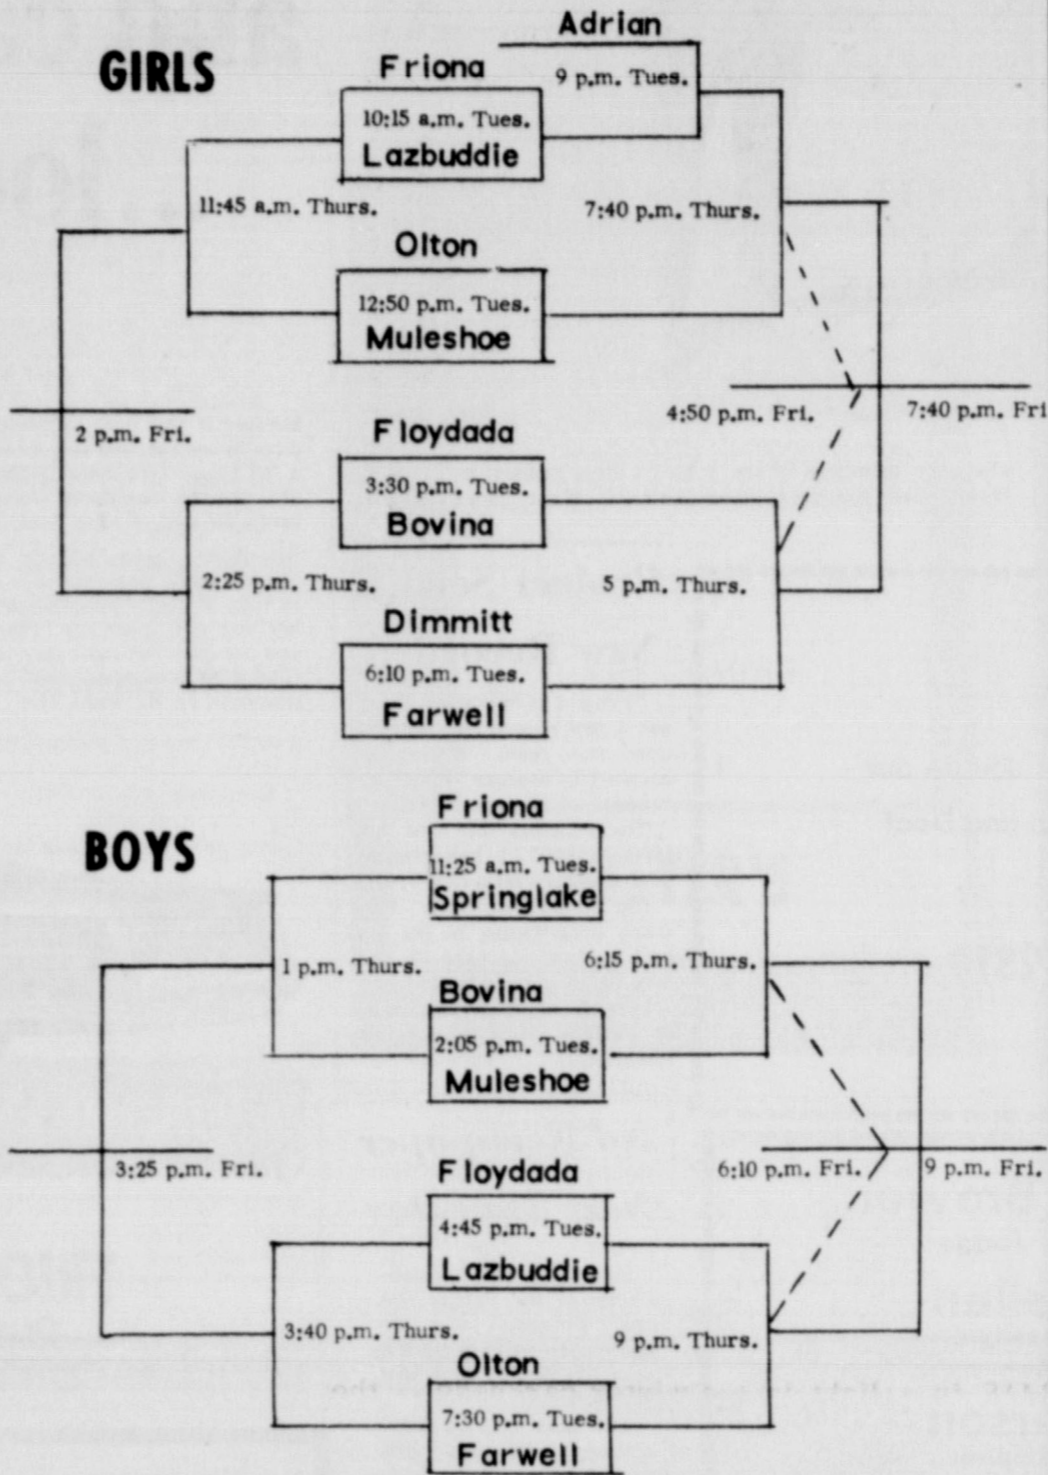 Adrian
GIRLS
Friona
9 p.m. Tues.
10:15 a.m. Tues.
Lazbuddie
11:45 a.m. Thurs.
7:40 p.m. Thurs.
Olton
12:50 p.m. Tues.
Muleshoe
4:50 p.m. Fri.
7:40 p.m. Fri
2 p.m. Fri.
Floydada
3:30 p.m. Tues.
Bovina
2:25 p.m. Thurs.
5 p.m. Thurs.
Dimmitt
6:10 p.m. Tues.
Farwell
BOYS
Friona
11:25 a.m. Tues.
Springlake
1 p.m. Thurs.
6:15 p.m. Thurs.
Bovina
2:05 p.m. Tues.
Muleshoe
3:25 p.m. Fri.
6:10 p.m. Fri.
9 p.m. Fri.
Floydada
4:45 p.m. Tues.
Lazbuddie
3:40 p.m. Thurs.
9 p.m. Thurs.
Olton
7:30 p.m. Tues.
Farwell